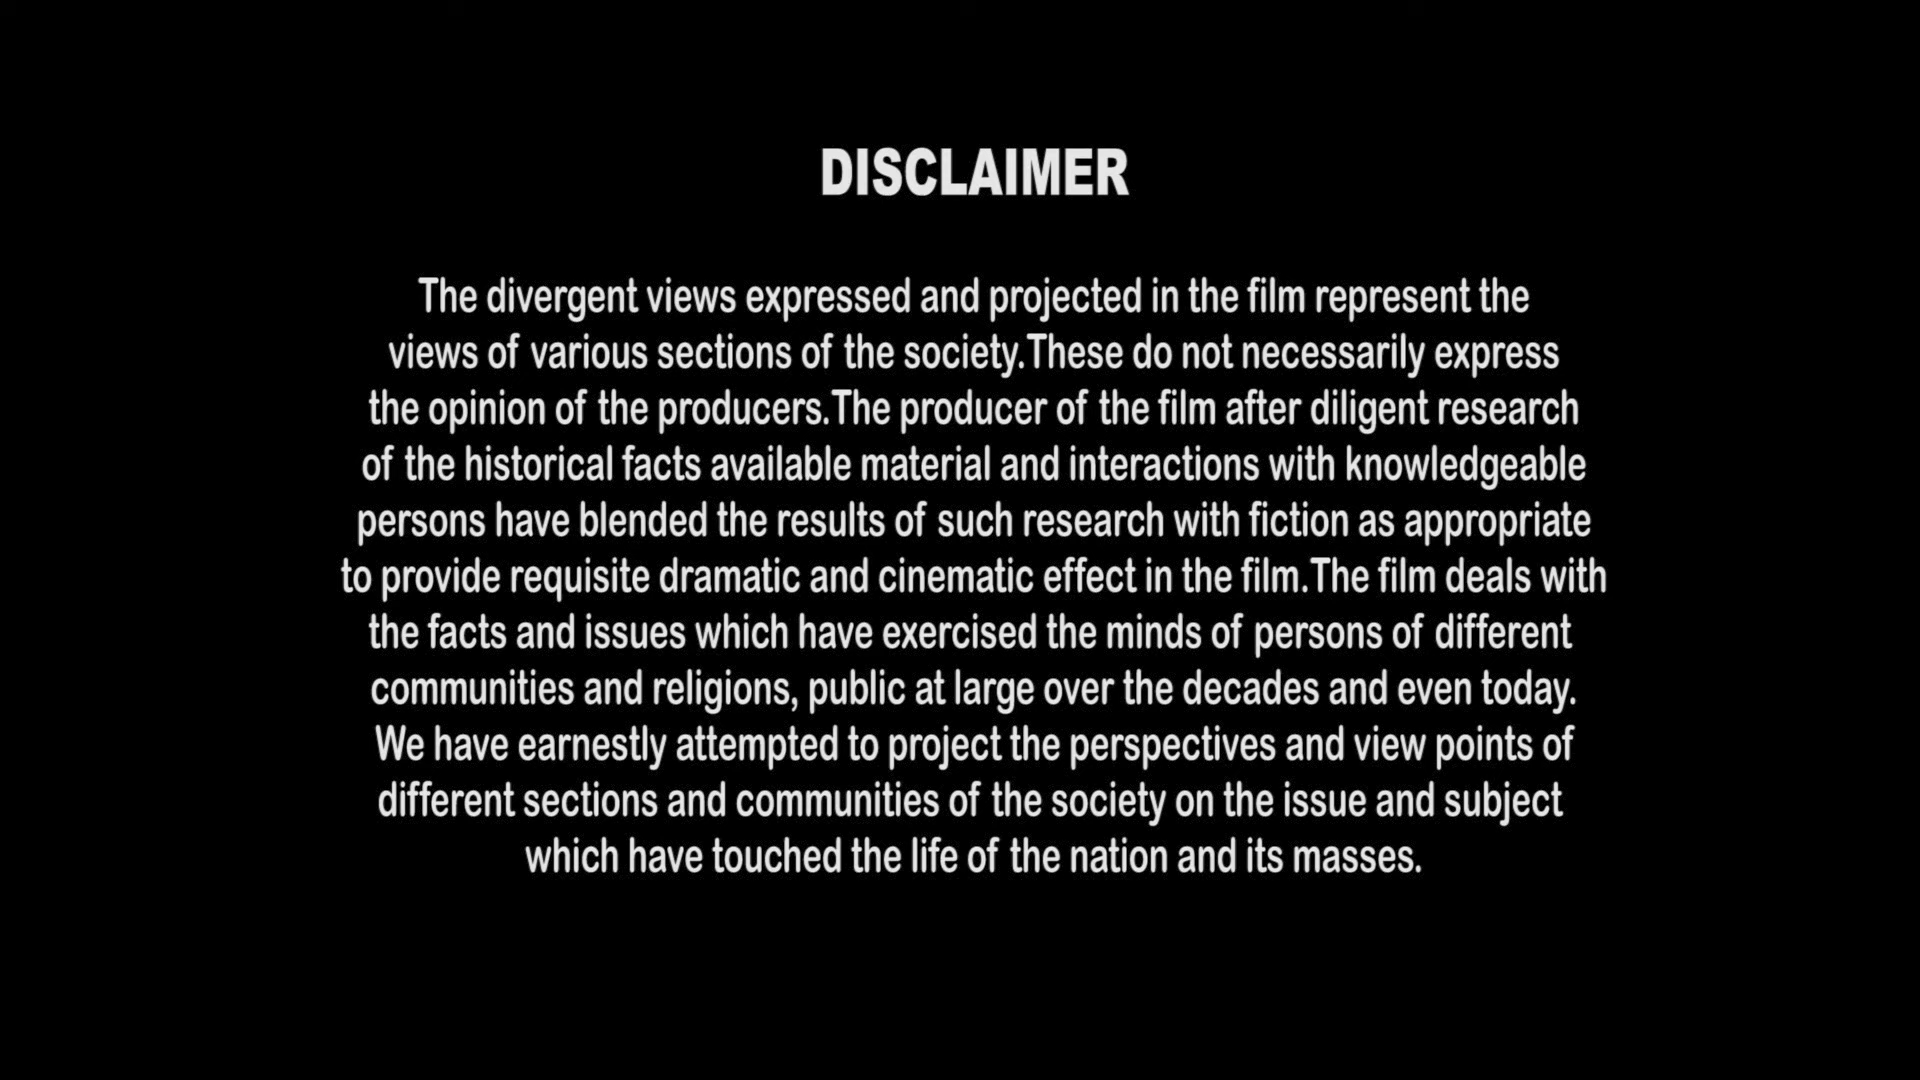 DISCLAIMER
The divergent views expressed and projected in the film represent the
views of various sections of the society.These do not necessarily express
the opinion of the producers.The producer of the film after diligent research
of the historical facts available material and interactions with knowledgeable
persons have blended the results of such research with fiction as appropriate
to provide requisite dramatic and cinematic effect in the film.The film deals with
the facts and issues which have exercised the minds of persons of different
communities and religions, public at large over the decades and even today.
We have earnestly attempted to project the perspectives and view points of
different sections and communities of the society on the issue and subject
which have touched the life of the nation and its masses.